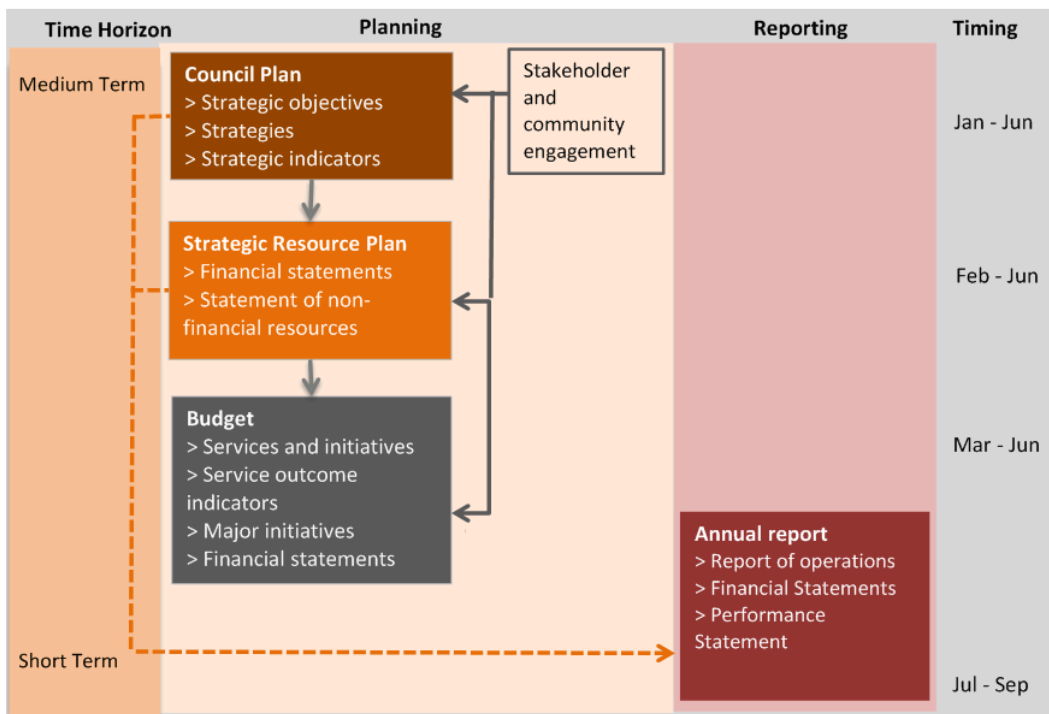 Time Horizon
Planning
Reporting
Timing
Medium Term
Council Plan
> Strategic objectives
> Strategies
> Strategic indicators
Stakeholder
and
community
engagement
Jan - Jun
Strategic Resource Plan
> Financial statements
> Statement of non-
financial resources
Feb - Jun
Budget
> Services and initiatives
> Service outcome
indicators
> Major initiatives
> Financial statements
Mar - Jun
Annual report
> Report of operations
> Financial Statements
> Performance
Statement
Short Term
Jul - Sep